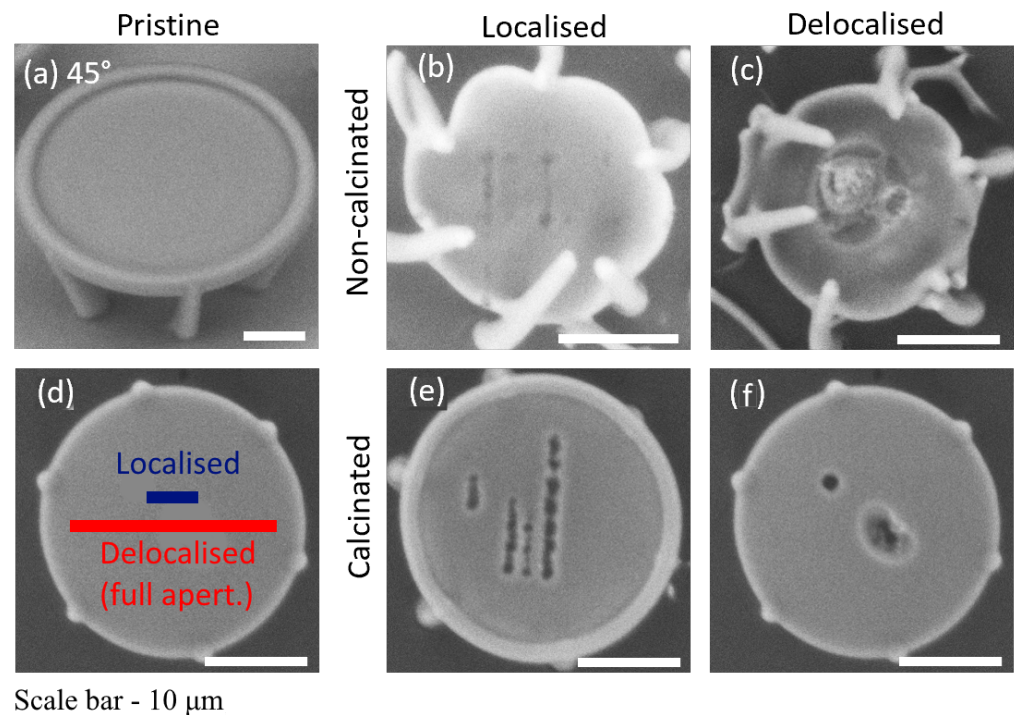 Pristine
Localised
Delocalised
(a) 45°
Non-calcinated
(b)
(c)
(d)
Localised
Delocalised
(full apert.)
Calcinated
(e)
(f)
Scale bar - 10 μm